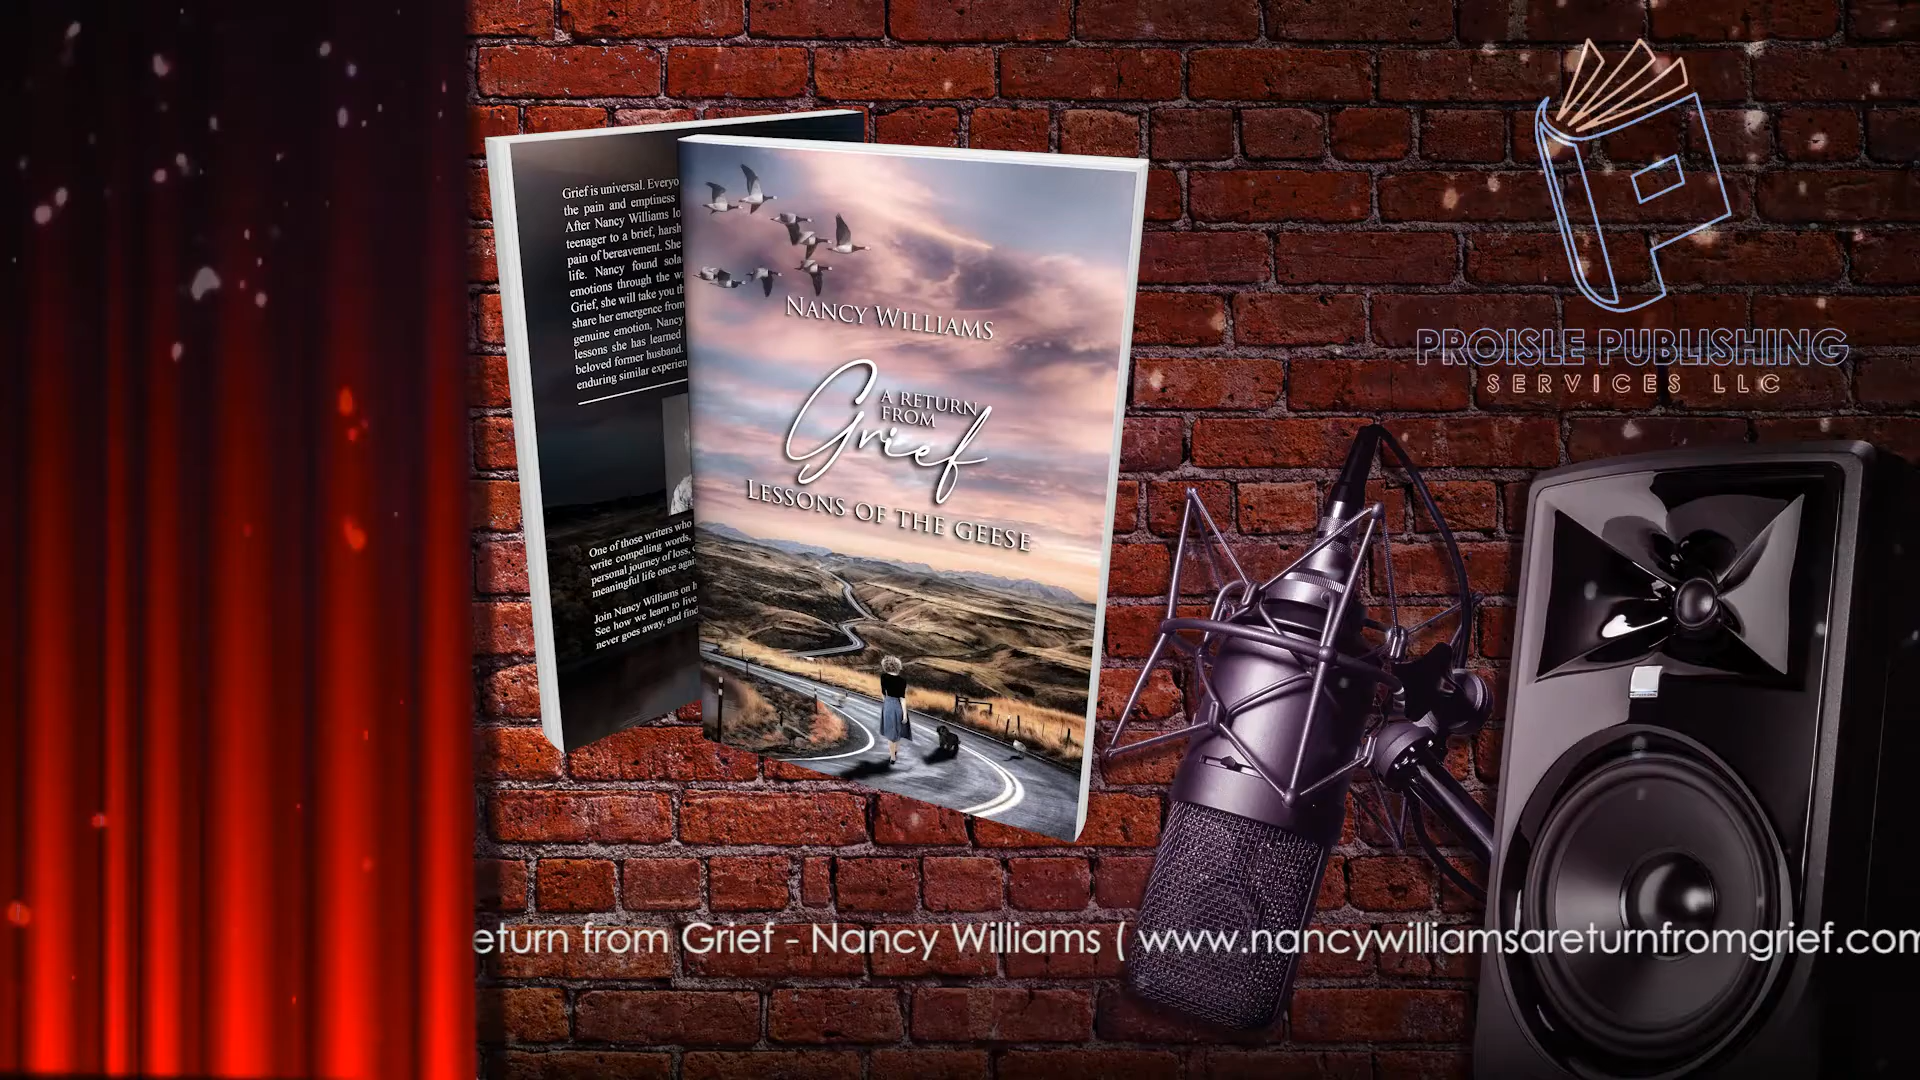 Grief is universal. Everyo
the pain and emptiness
After Nancy Williams lo
teenager to a brief, harsh
pain of bereavement. She
life. Nancy found sola
emotions through the w
Grief, she will take you th
share her emergence from
genuine emotion, Nancy
lessons she has learned
beloved former husband.
enduring similar experien
One of those writers who
write compelling words,
personal journey of loss,
meaningful life once agai
Join Nancy Williams on h
See how we learn to live
never goes away, and find
NANCY WILLIAMS
A RETURN
FROM
Grief
LESSONS OF THE GEESE
PROISLE PUBLISHING
SERVICES LLC
eturn from Grief - Nancy Williams ( www.nancywilliamsareturnfromgrief.com